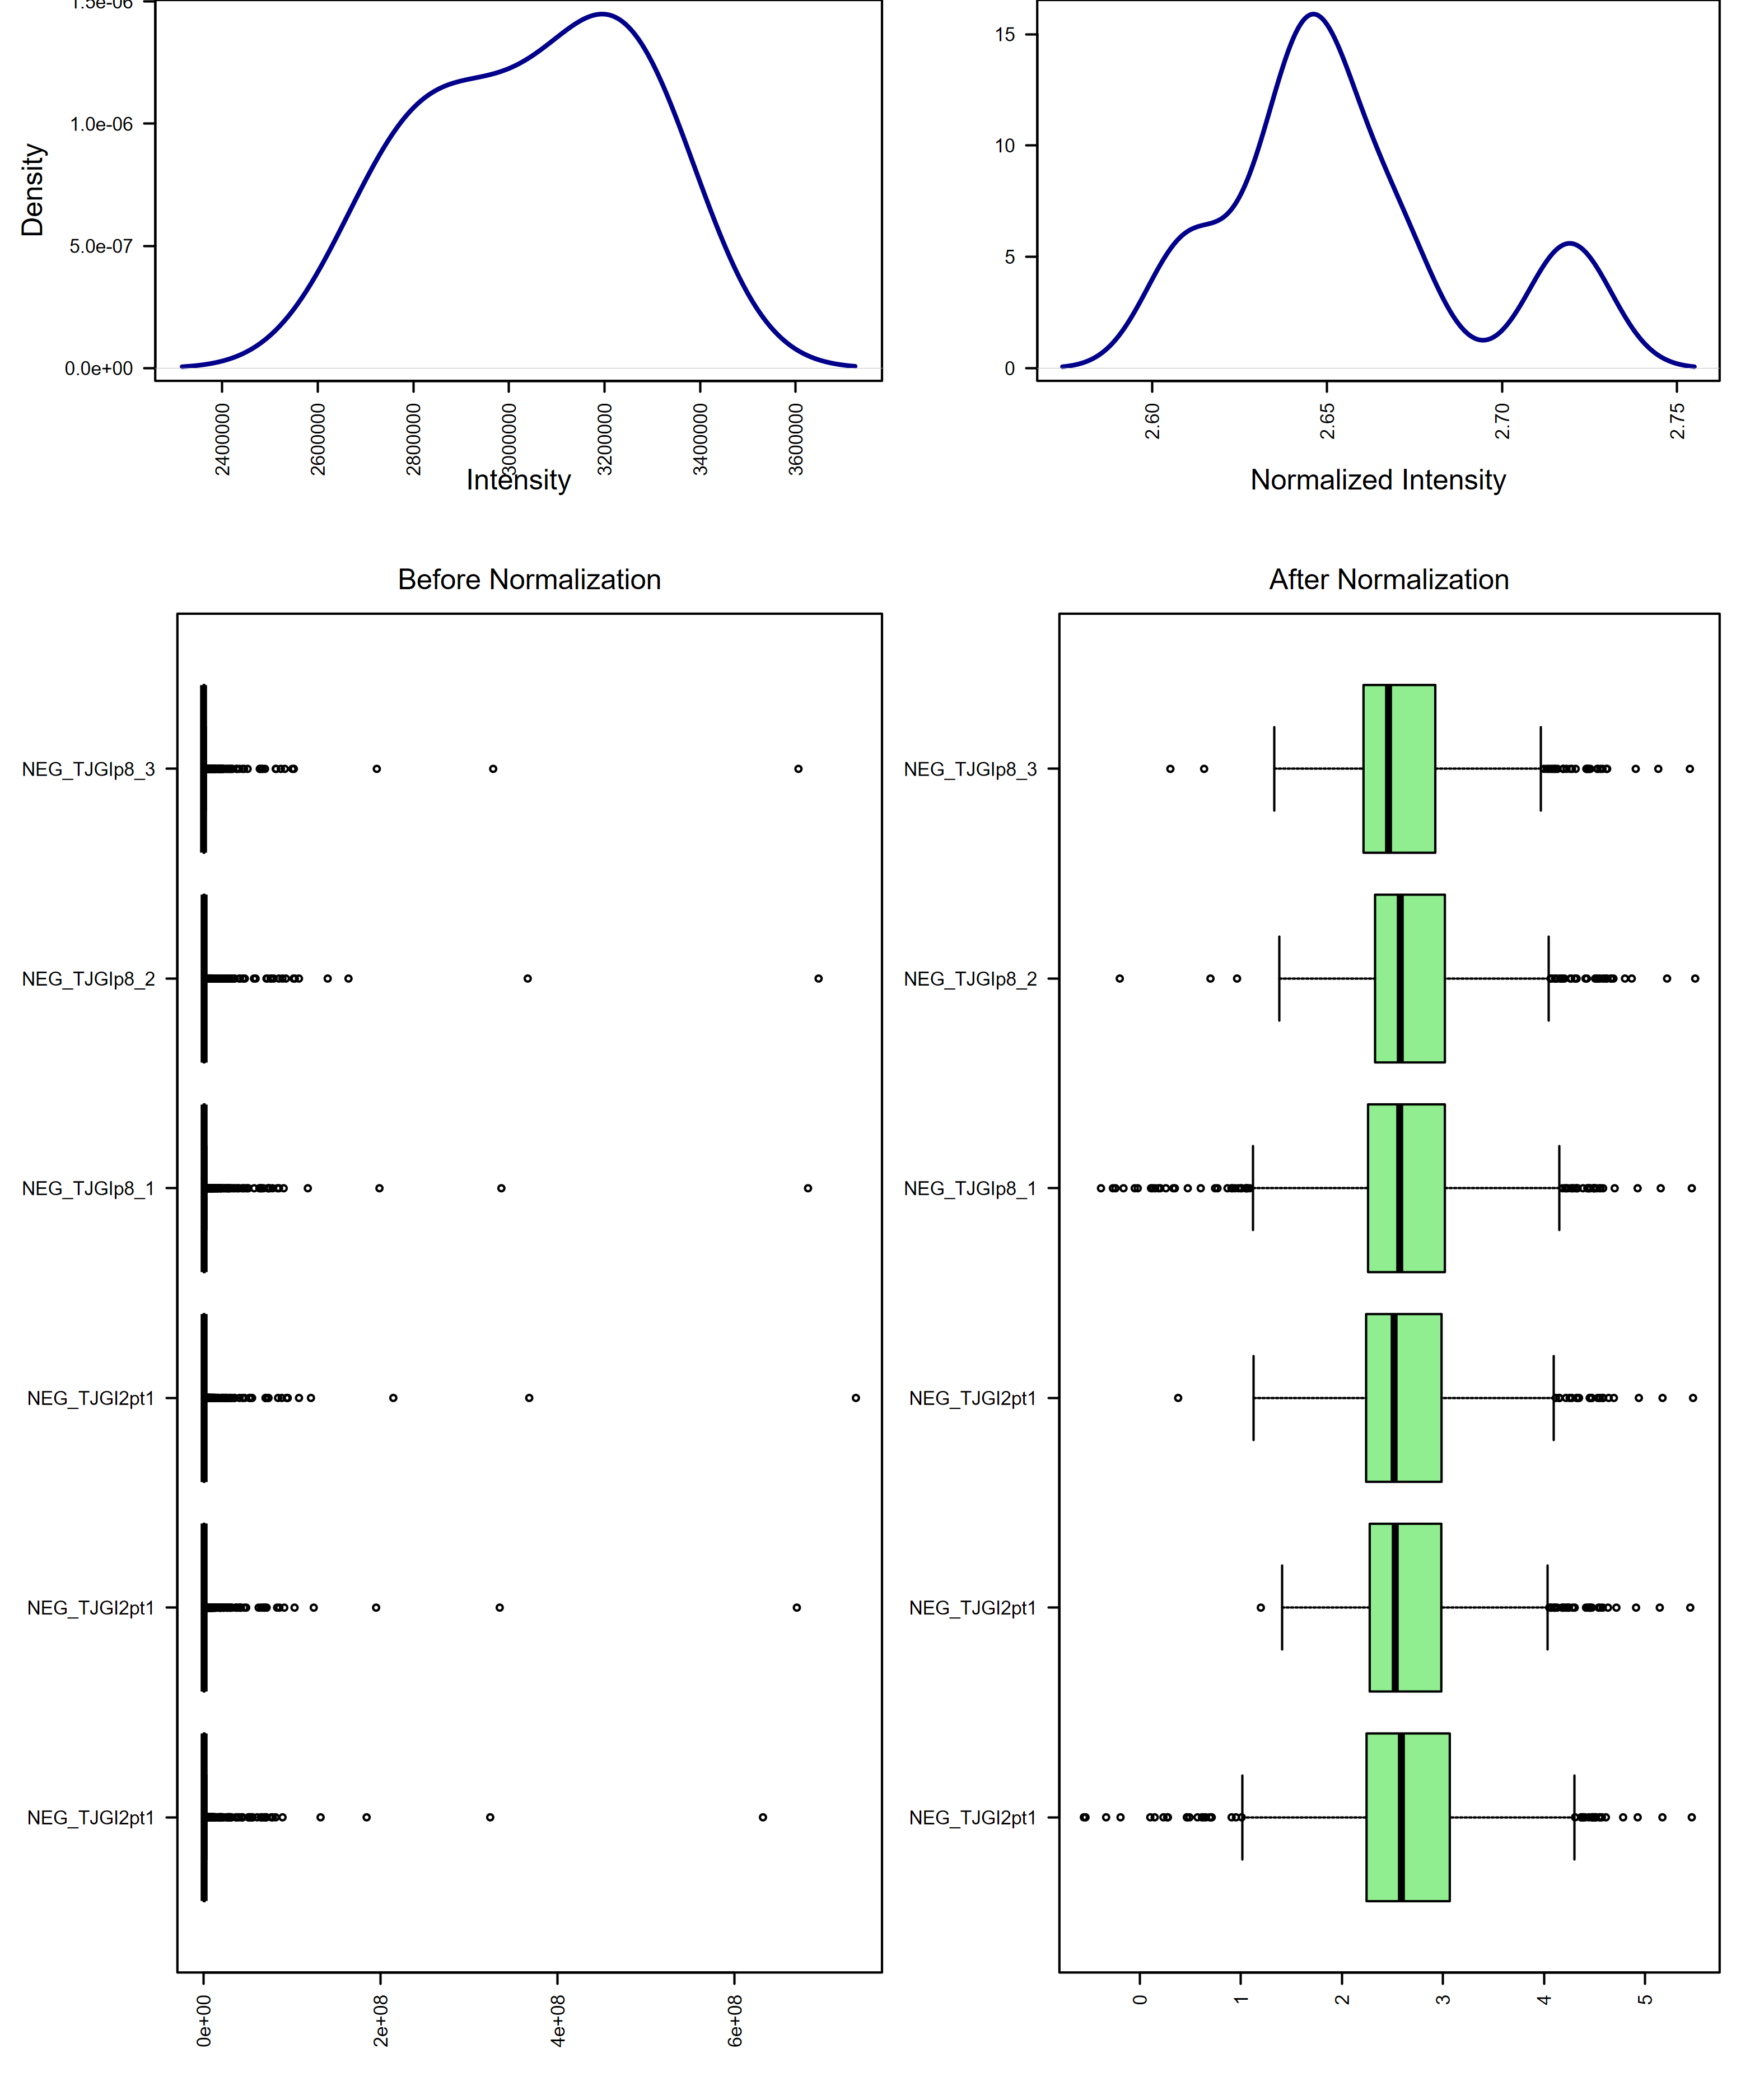 1.5e-06
1.0e-06
5.0e-07
0.0e+00
Density
2400000
2600000
2800000
3000000
3200000
3400000
3600000
Intensity
15
10
5
0
2.60
2.65
2.70
2.75
Normalized Intensity
Before Normalization
NEG_TJGIp8_3
NEG_TJGIp8_2
NEG_TJGIp8_1
NEG_TJGI2pt1
NEG_TJGI2pt1
NEG_TJGI2pt1
0e+00
2e+08
4e+08
6e+08
After Normalization
NEG_TJGIp8_3
NEG_TJGIp8_2
NEG_TJGIp8_1
NEG_TJGI2pt1
NEG_TJGI2pt1
NEG_TJGI2pt1
0
1
2
3
4
5